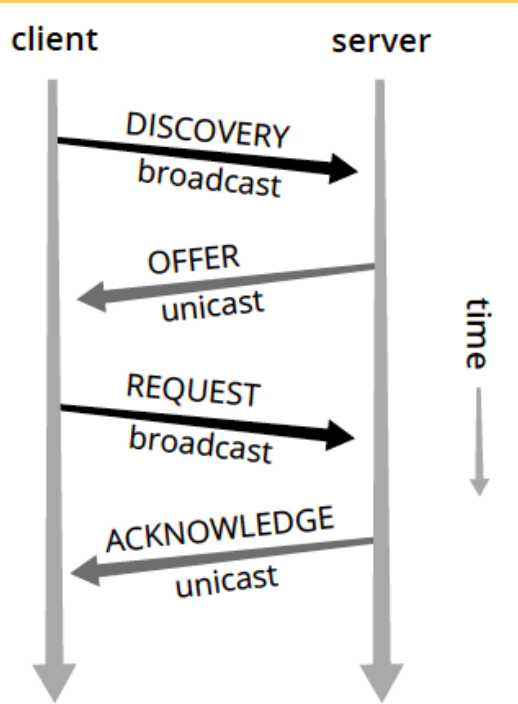 client
server
DISCOVERY
broadcast
OFFER
unicast
time
REQUEST
broadcast
ACKNOWLEDGE
unicast